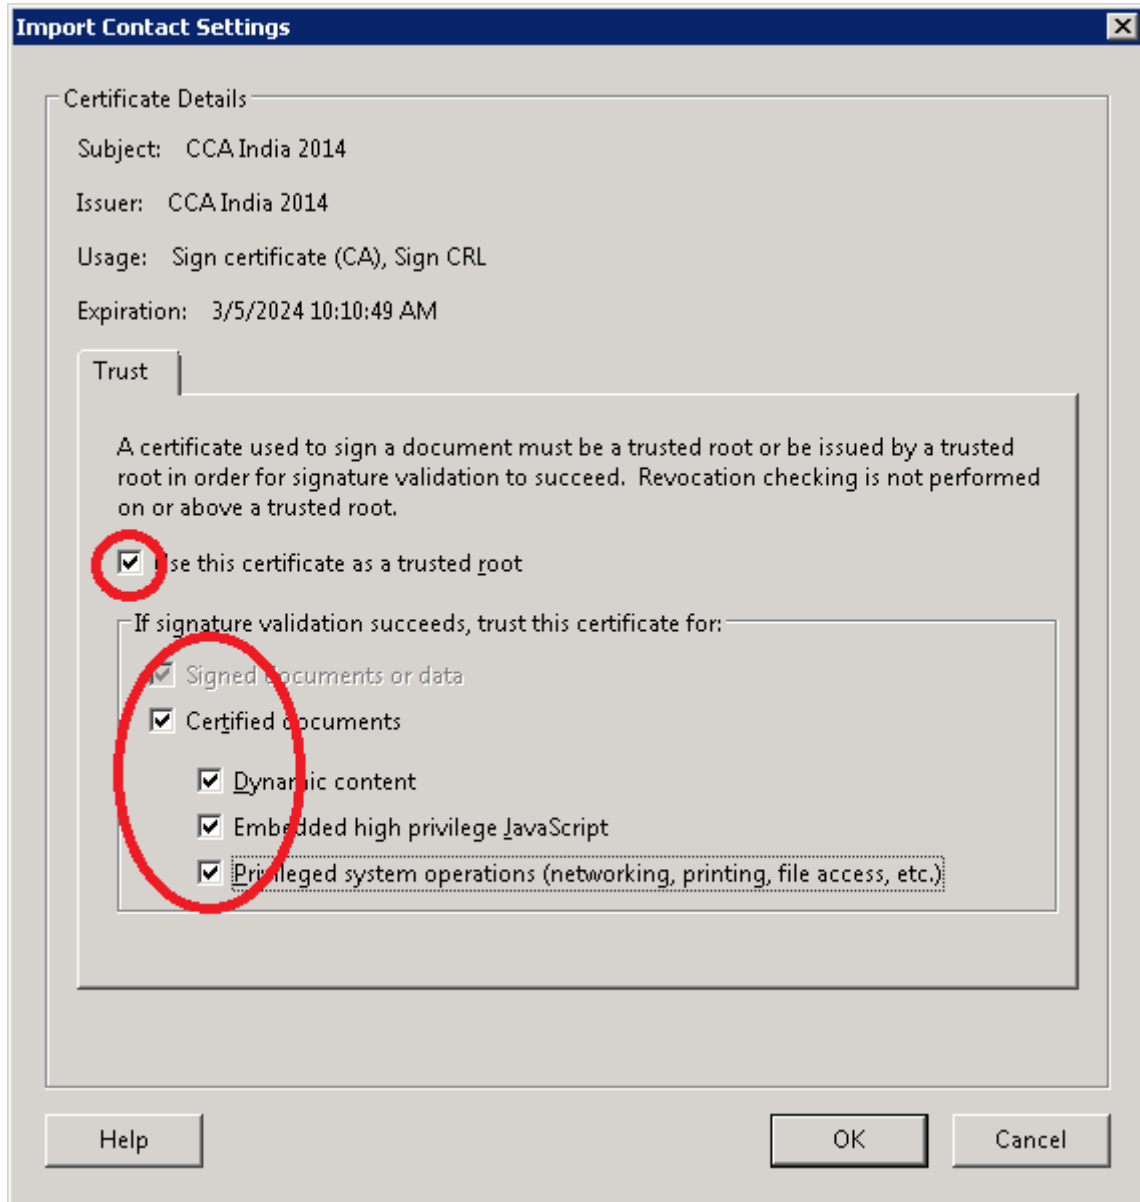 Import Contact Settings
Certificate Details
Subject: CCA India 2014
Issuer: CCA India 2014
Usage: Sign certificate (CA), Sign CRL
Expiration: 3/5/2024 10:10:49 AM
Trust
A certificate used to sign a document must be a trusted root or be issued by a trusted
root in order for signature validation to succeed. Revocation checking is not performed
on or above a trusted root.
Use this certificate as a trusted root
If signature validation succeeds, trust this certificate for:
Signed documents or data
Certified documents
Dynamic content
Embedded high privilege JavaScript
Privileged system operations (networking, printing, file access, etc.)
Help
OK
Cancel